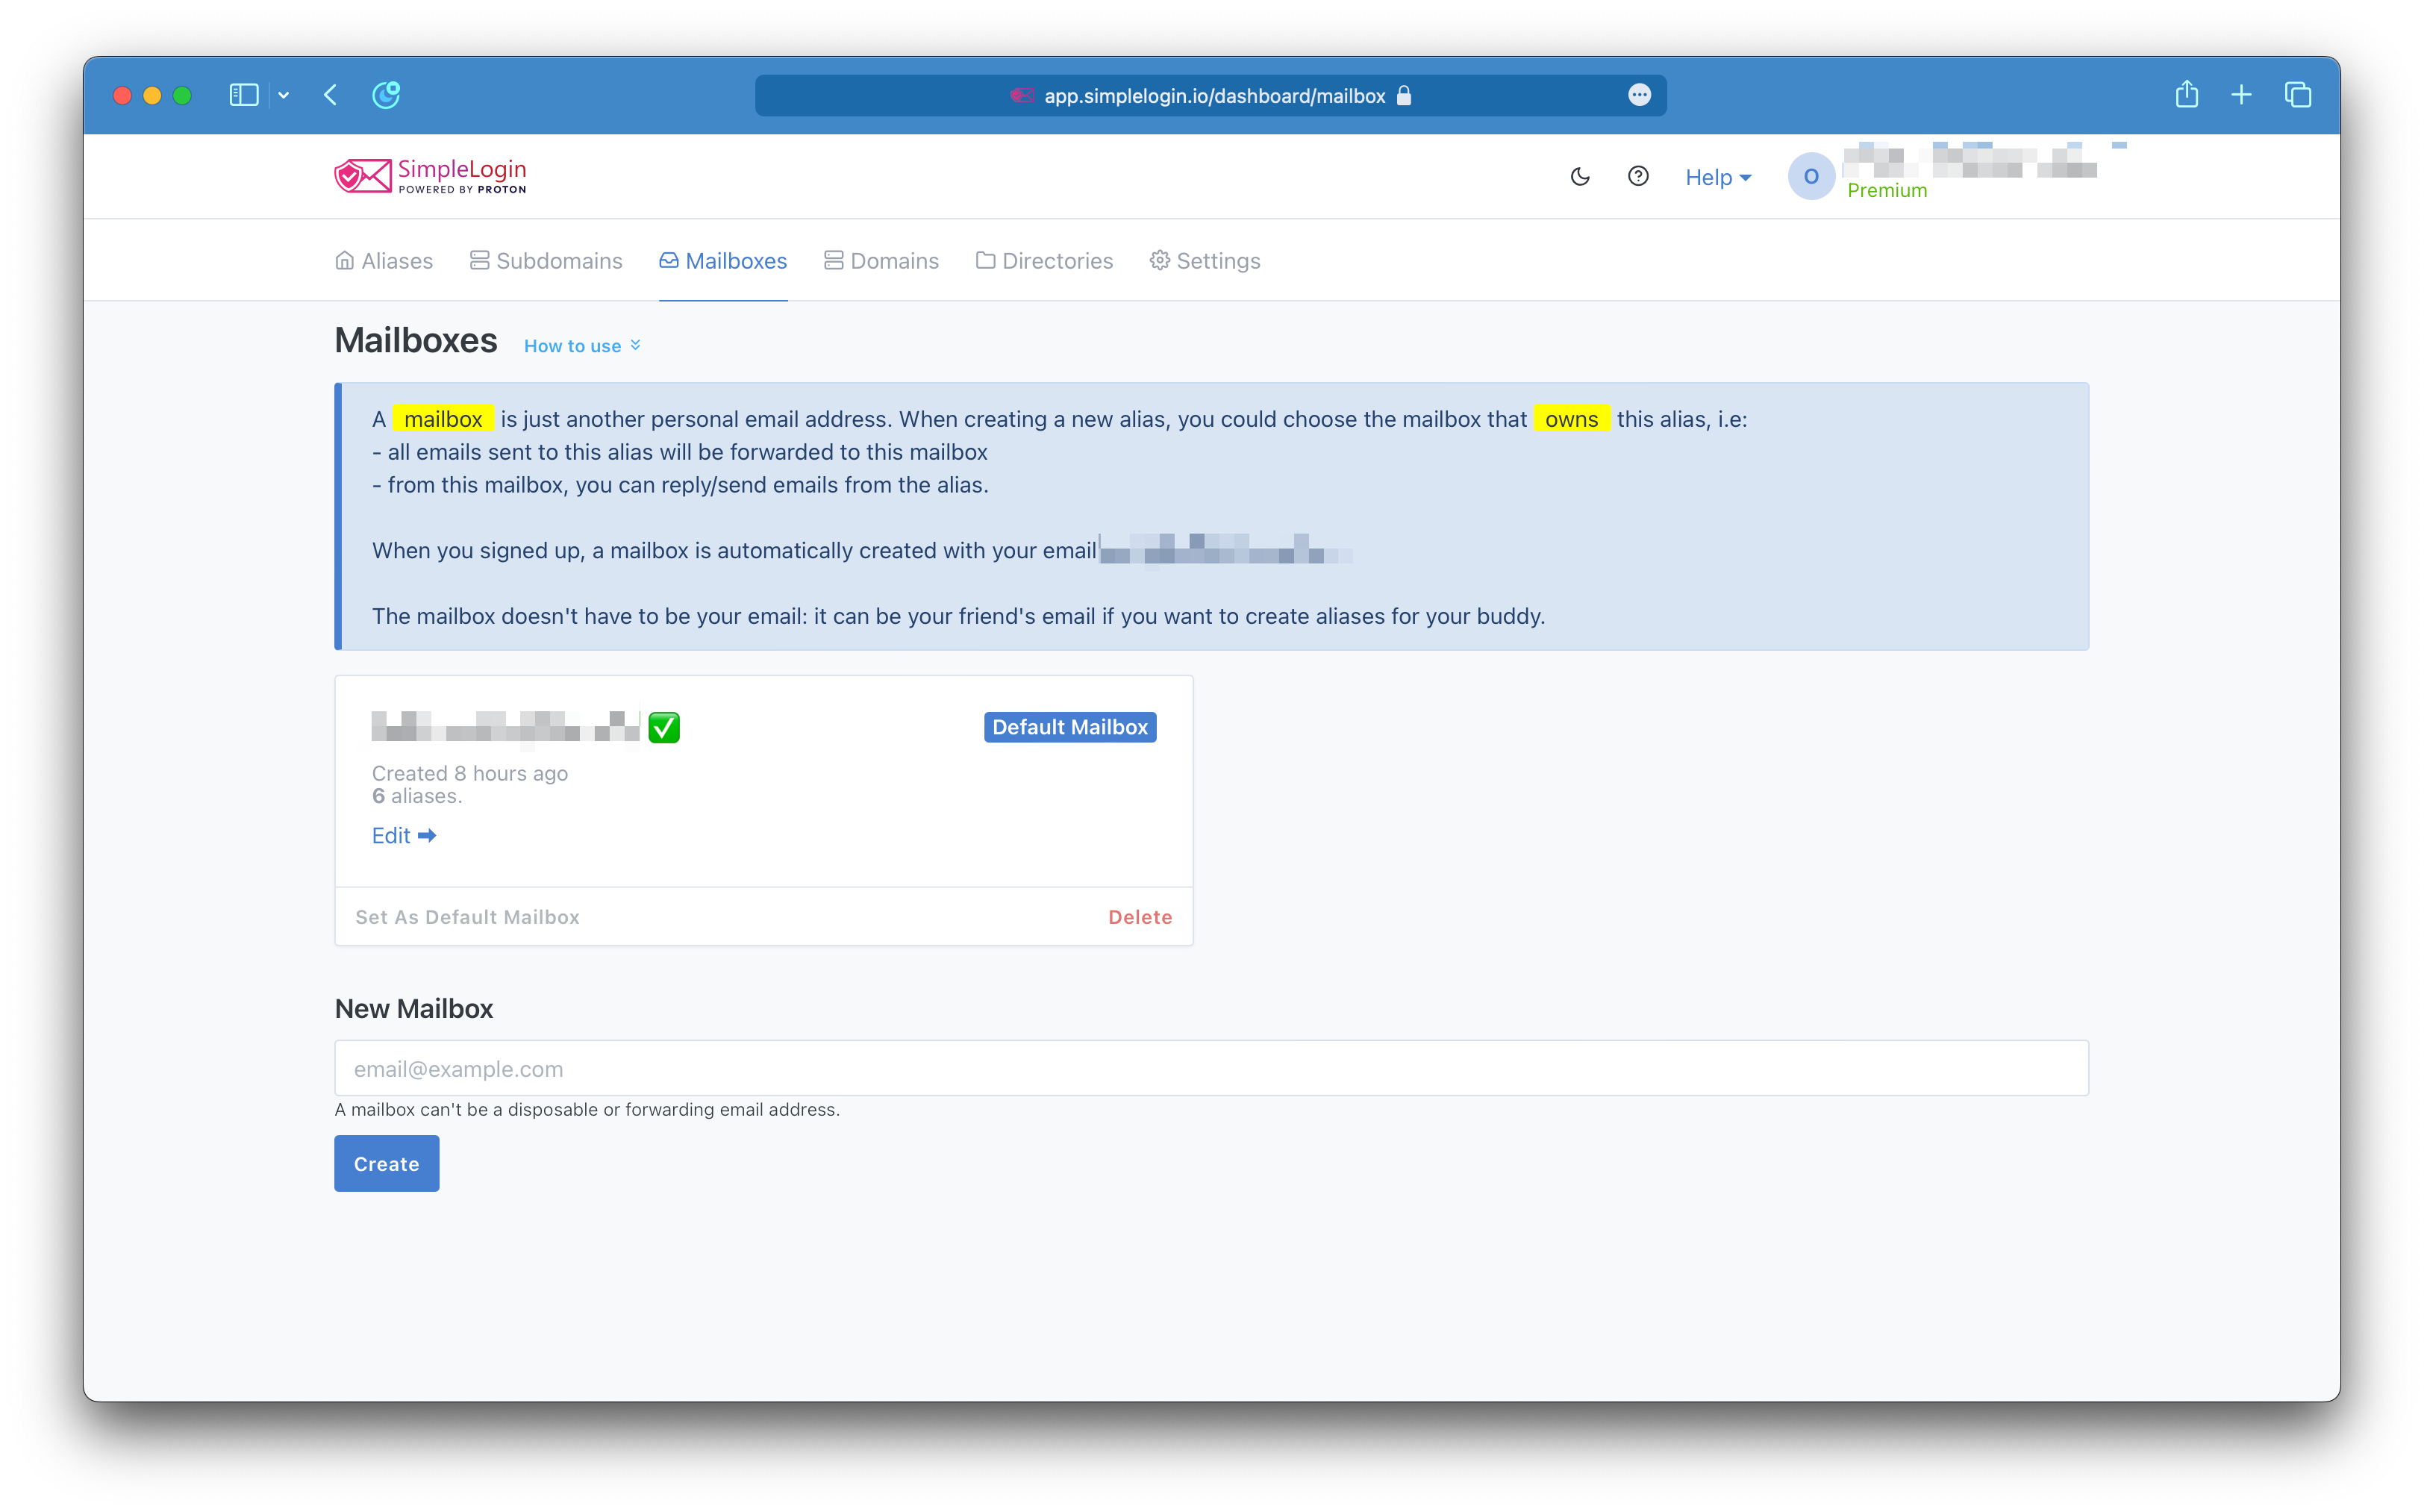 app.simplelogin.io/dashboard/mailbox
SimpleLogin
POWERED BY PROTON
Help
O
Premium
Aliases
Subdomains
Mailboxes
Domains
Directories
Settings
Mailboxes
How to use
A mailbox is just another personal email address. When creating a new alias, you could choose the mailbox that owns this alias, i.e:
- all emails sent to this alias will be forwarded to this mailbox
- from this mailbox, you can reply/send emails from the alias.
When you signed up, a mailbox is automatically created with your email
The mailbox doesn't have to be your email: it can be your friend's email if you want to create aliases for your buddy.
Default Mailbox
Created 8 hours ago
6 aliases.
Edit
Set As Default Mailbox
Delete
New Mailbox
email@example.com
A mailbox can't be a disposable or forwarding email address.
Create